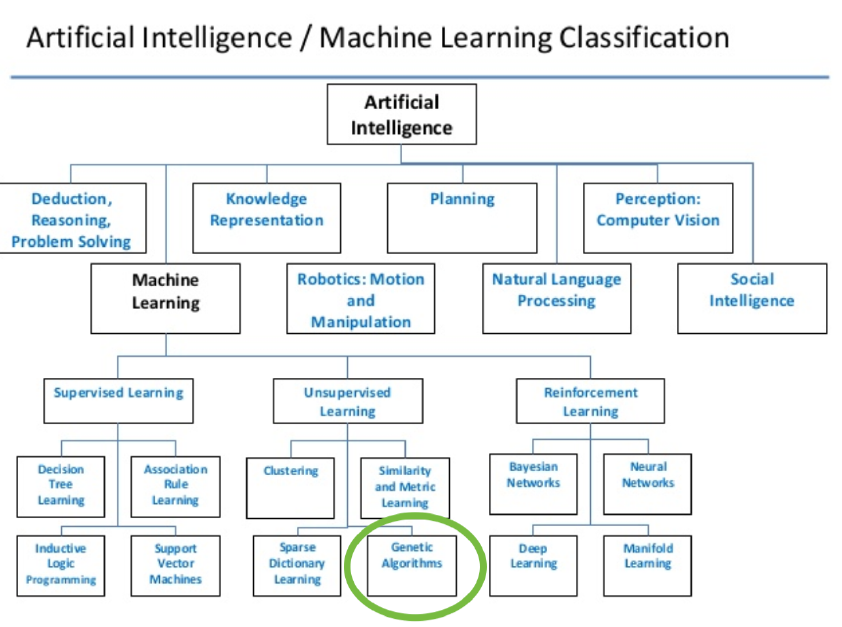 Artificial Intelligence / Machine Learning Classification
Artificial
Intelligence
Deduction,
Reasoning,
Problem Solving
Knowledge
Representation
Planning
Perception:
Computer Vision
Machine
Learning
Robotics: Motion
and
Manipulation
Natural Language
Processing
Social
Intelligence
Supervised Learning
Unsupervised
Learning
Reinforcement
Learning
Decision
Tree
Learning
Association
Rule
Learning
Clustering
Similarity
and Metric
Learning
Bayesian
Networks
Neural
Networks
Inductive
Logic
Programming
Support
Vector
Machines
Sparse
Dictionary
Learning
Genetic
Algorithms
Deep
Learning
Manifold
Learning